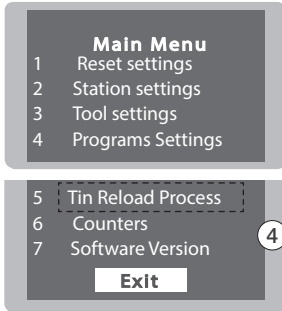 Main Menu
1 Reset settings
2 Station settings
3 Tool settings
4 Programs Settings
5 Tin Reload Process
6 Counters
4
7 Software Version
Exit